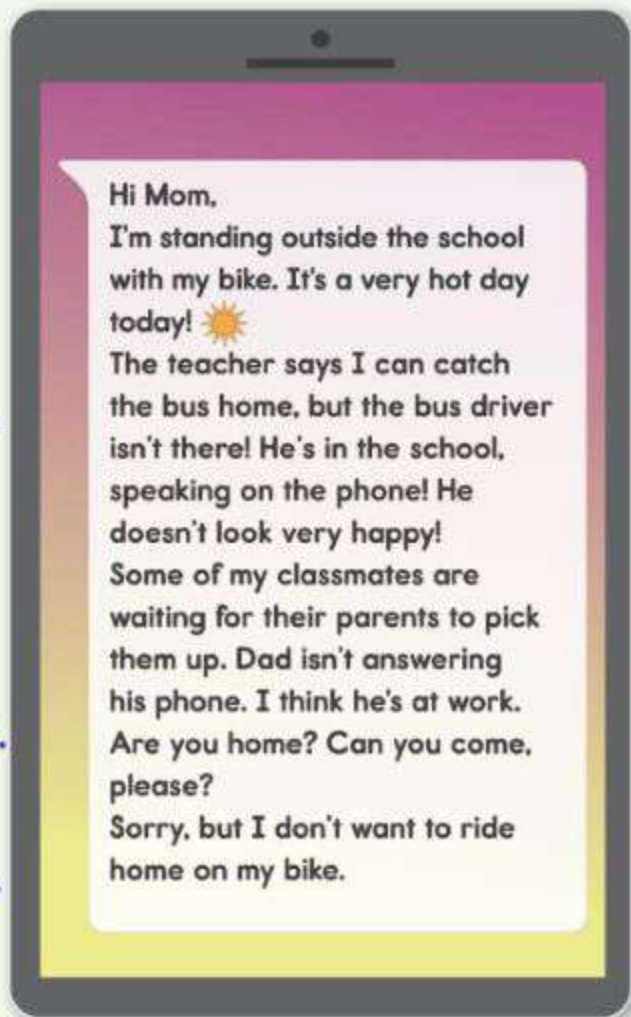 Hi Mom,
I'm standing outside the school
with my bike. It's a very hot day
today!
The teacher says I can catch
the bus home, but the bus driver
isn't there! He's in the school,
speaking on the phone! He
doesn't look very happy!
Some of my classmates are
waiting for their parents to pick
them up. Dad isn't answering
his phone. I think he's at work.
Are you home? Can you come,
please?
Sorry, but I don't want to ride
home on my bike.